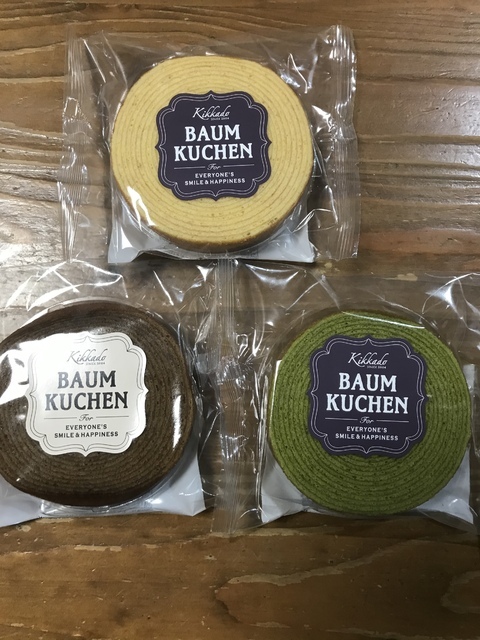 Kikkado
BAUM
KUCHEN
For
EVERYONE'S
SMILE & HAPPINESS
Kikkado
BAUM
KUCHEN
For
EVERYONE'S
SMILE & HAPPINESS
Kikkado
BAUM
KUCHEN
For
EVERYONE'S
SMILE & HAPPINESS